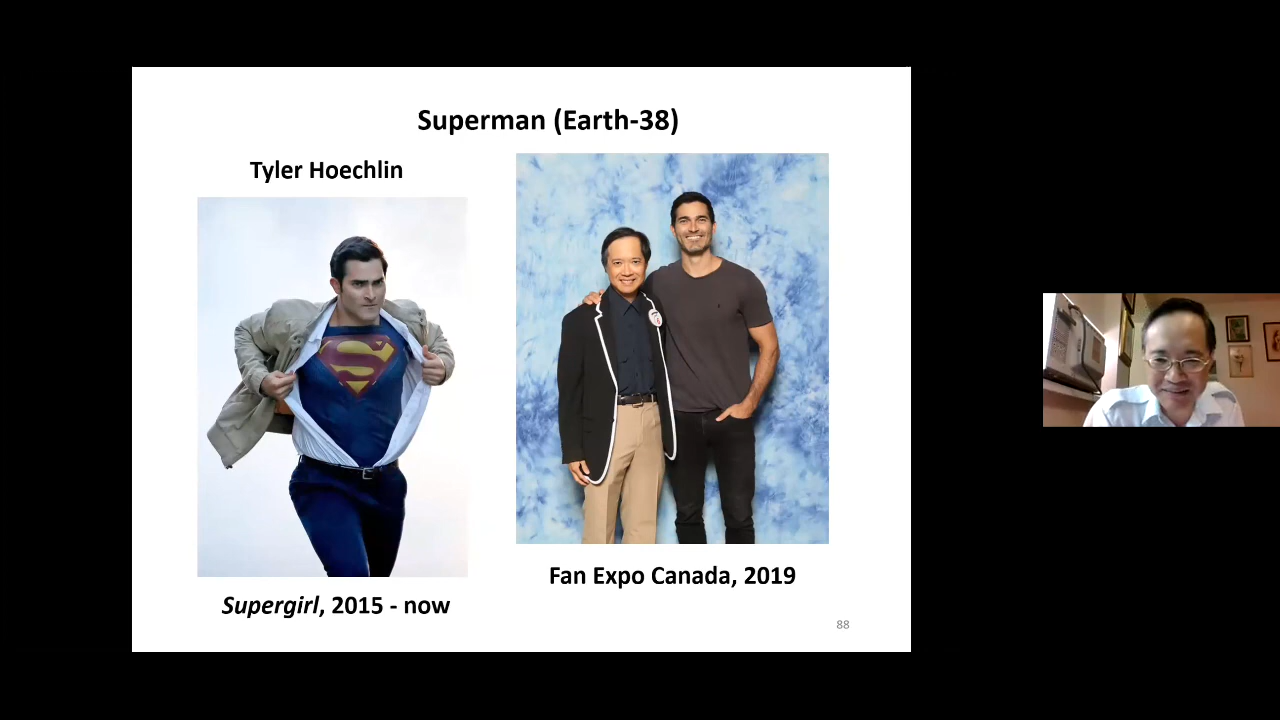 Superman (Earth-38)
Tyler Hoechlin
Supergirl, 2015 - now
Fan Expo Canada, 2019
88